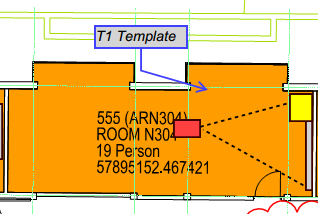 T1 Template
555 (ARN304)
ROOM N304
19 Person
57895152.467421